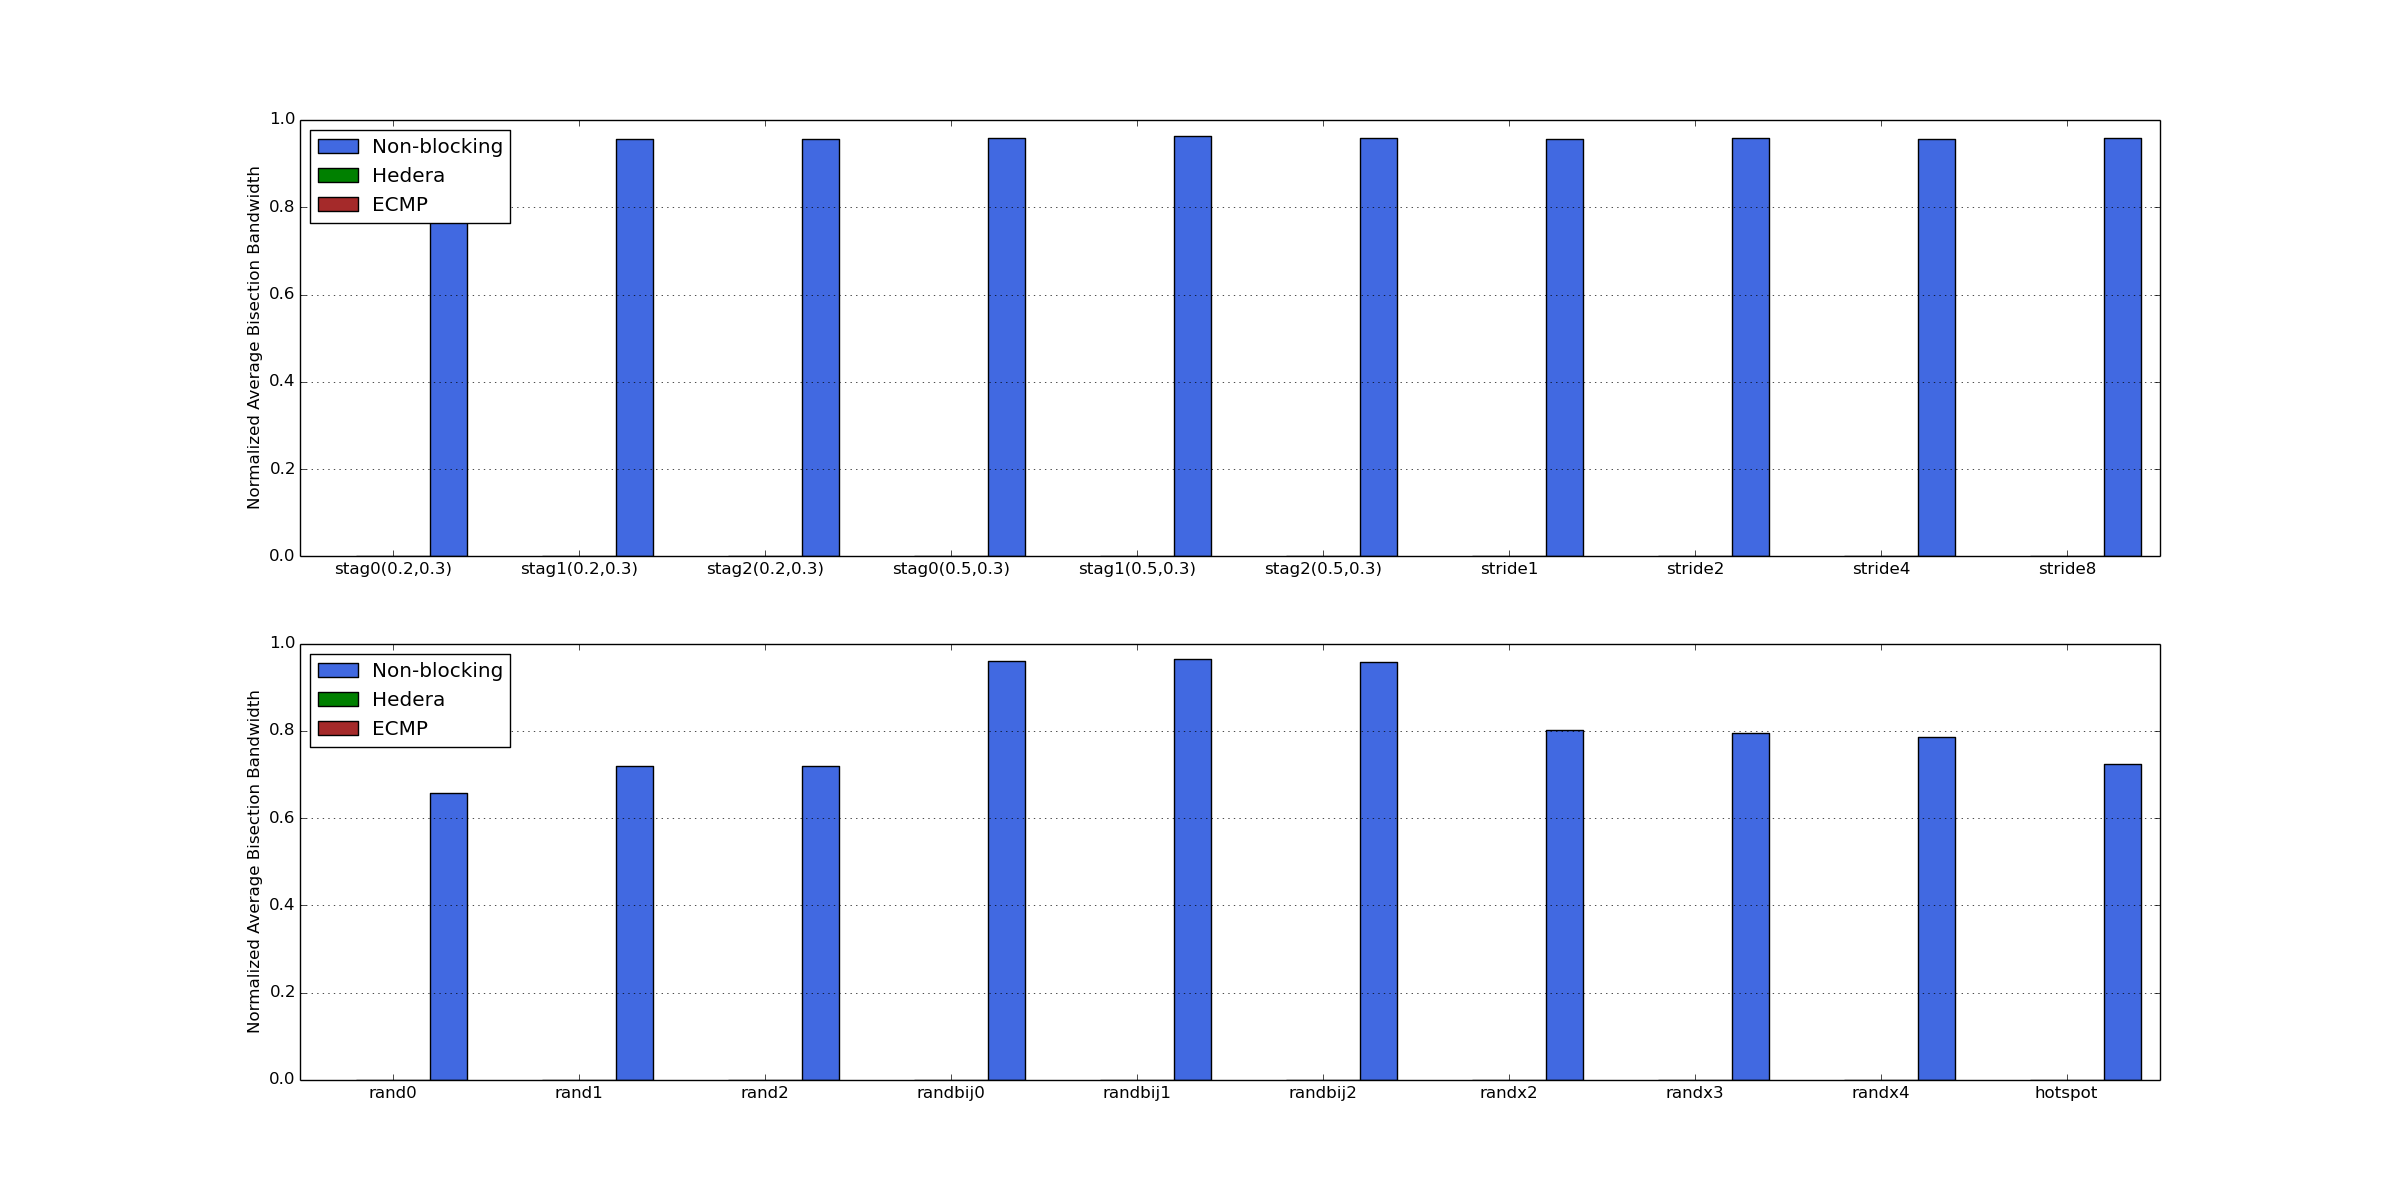 Normalized Average Bisection Bandwidth
1.0
0.8
0.6
0.4
0.2
0.0
Non-blocking
Hedera
ECMP
stag0(0.2,0.3) stag1(0.2,0.3) stag2(0.2,0.3) stag0(0.5,0.3) stag1(0.5,0.3) stag2(0.5,0.3) stride1 stride2 stride4 stride8
Normalized Average Bisection Bandwidth
1.0
0.8
0.6
0.4
0.2
0.0
Non-blocking
Hedera
ECMP
rand0 rand1 rand2 randbij0 randbij1 randbij2 randx2 randx3 randx4 hotspot